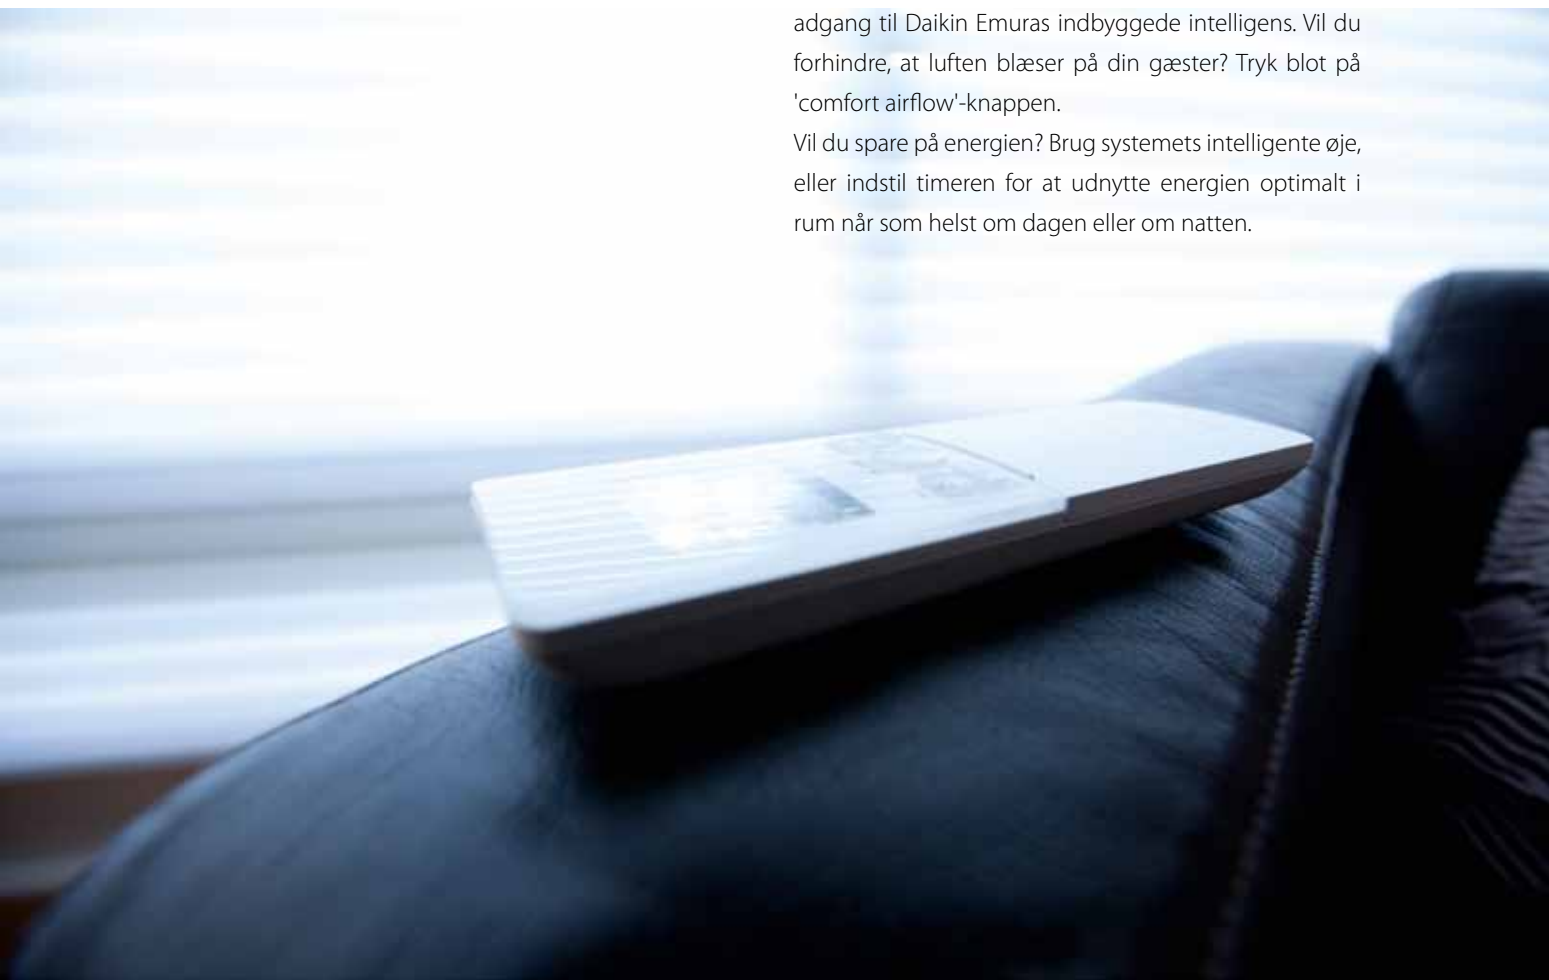 adgang til Daikin Emuras indbyggede intelligens. Vil du
forhindre, at luften blæser på din gæster? Tryk blot på
'comfort airflow'-knappen.
Vil du spare på energien? Brug systemets intelligente øje,
eller indstil timeren for at udnytte energien optimalt i
rum når som helst om dagen eller om natten.